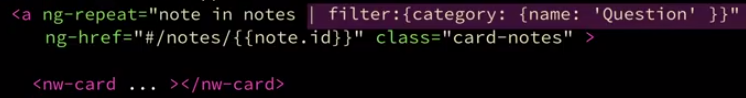 <a ng-repeat="note in notes | filter:{category: {name: 'Question' }}"
ng-href="#/notes/{{note.id}}" class="card-notes" >
<nw-card ... ></nw-card>